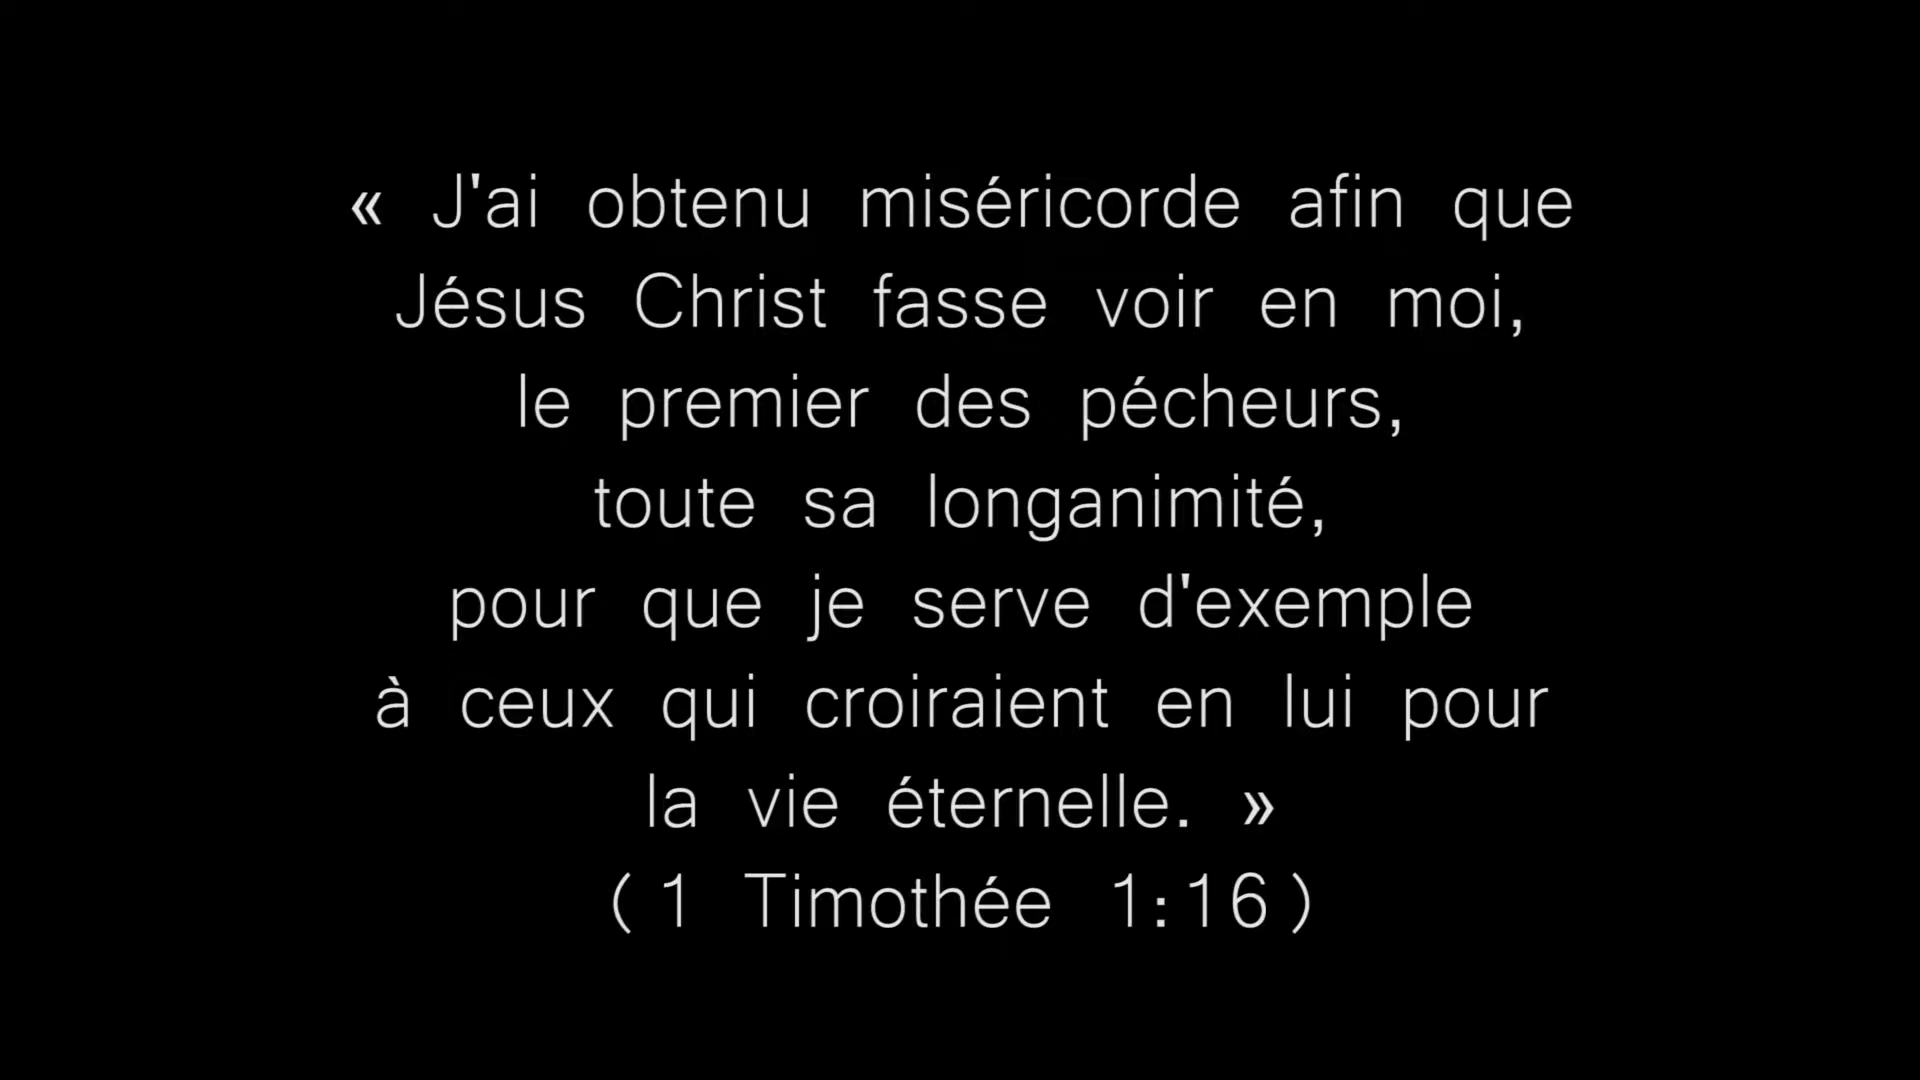 « J'ai obtenu miséricorde afin que
Jésus Christ fasse voir en moi,
le premier des pécheurs,
toute sa longanimité,
pour que je serve d'exemple
à ceux qui croiraient en lui pour
la vie éternelle. »
(1 Timothée 1:16)